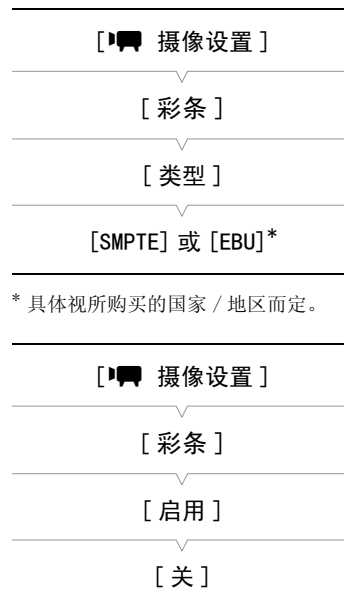 [ 摄像设置 ]
[ 彩条 ]
[ 类型 ]
[SMPTE] 或 [EBU]*
* 具体视所购买的国家 / 地区而定。
[ 摄像设置 ]
[ 彩条 ]
[ 启用 ]
[ 关 ]